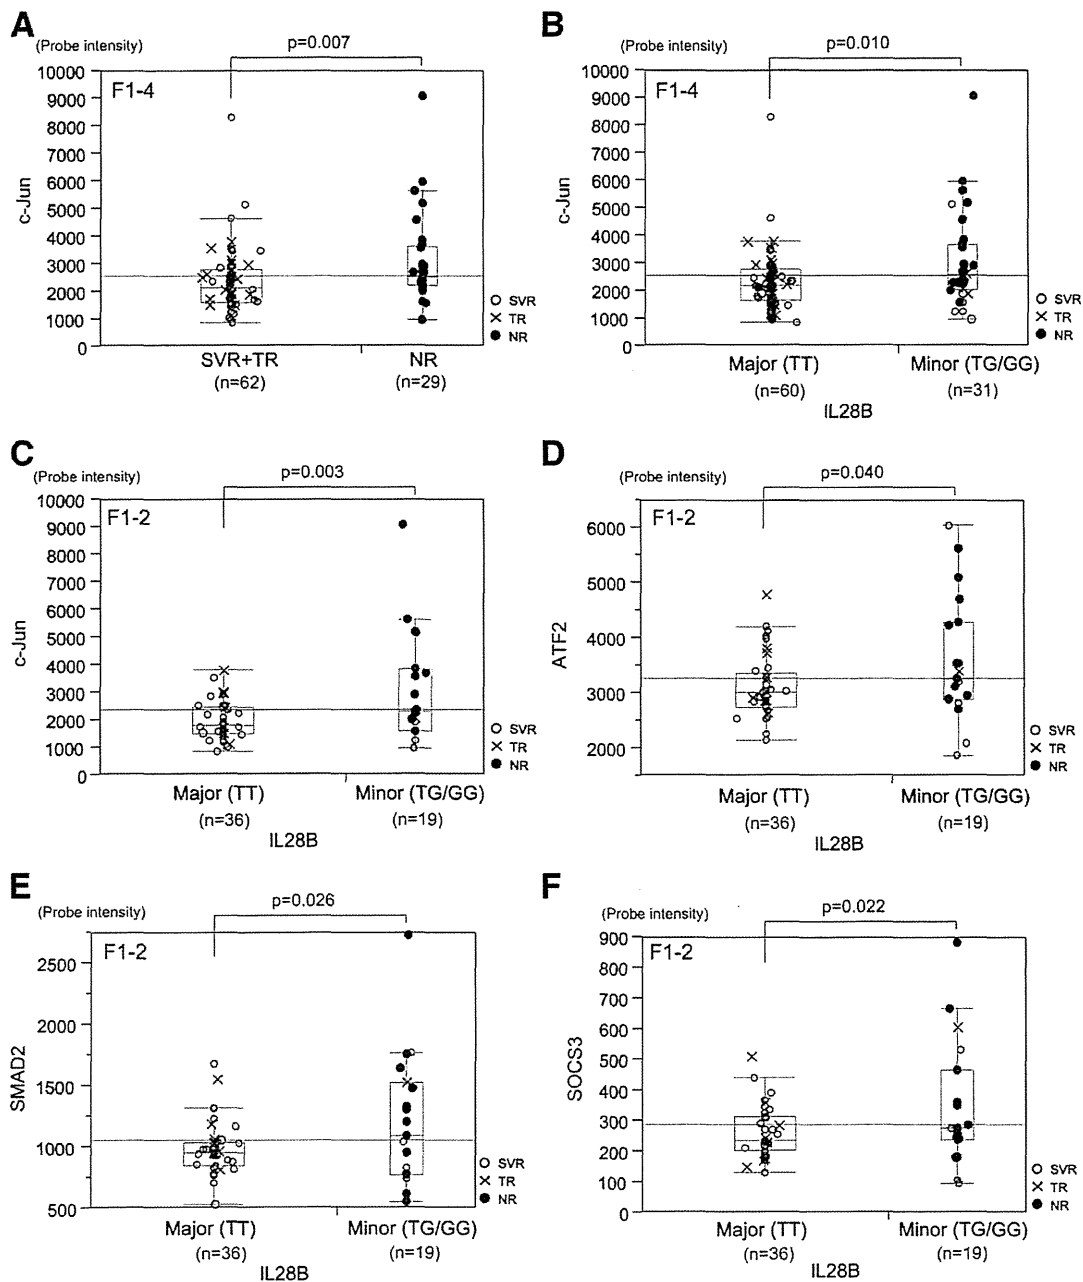 A
(Probe intensity)
p=0.007
F1-4
10000
9000
8000
7000
6000
5000
4000
3000
2000
1000
0
c-Jun
SVR+TR
(n=62)
NR
(n=29)
SVR
TR
NR
B
(Probe intensity)
p=0.010
F1-4
10000
9000
8000
7000
6000
5000
4000
3000
2000
1000
0
c-Jun
Major (TT)
(n=60)
Minor (TG/GG)
(n=31)
IL28B
SVR
TR
NR
C
(Probe intensity)
p=0.003
F1-2
10000
9000
8000
7000
6000
5000
4000
3000
2000
1000
0
c-Jun
Major (TT)
(n=36)
Minor (TG/GG)
(n=19)
IL28B
SVR
TR
NR
D
(Probe intensity)
p=0.040
F1-2
6000
5000
4000
3000
2000
ATF2
Major (TT)
(n=36)
Minor (TG/GG)
(n=19)
IL28B
SVR
TR
NR
E
(Probe intensity)
p=0.026
F1-2
2500
2000
1500
1000
500
SMAD2
Major (TT)
(n=36)
Minor (TG/GG)
(n=19)
IL28B
SVR
TR
NR
F
(Probe intensity)
p=0.022
F1-2
900
800
700
600
500
400
300
200
100
0
SOCS3
Major (TT)
(n=36)
Minor (TG/GG)
(n=19)
IL28B
SVR
TR
NR